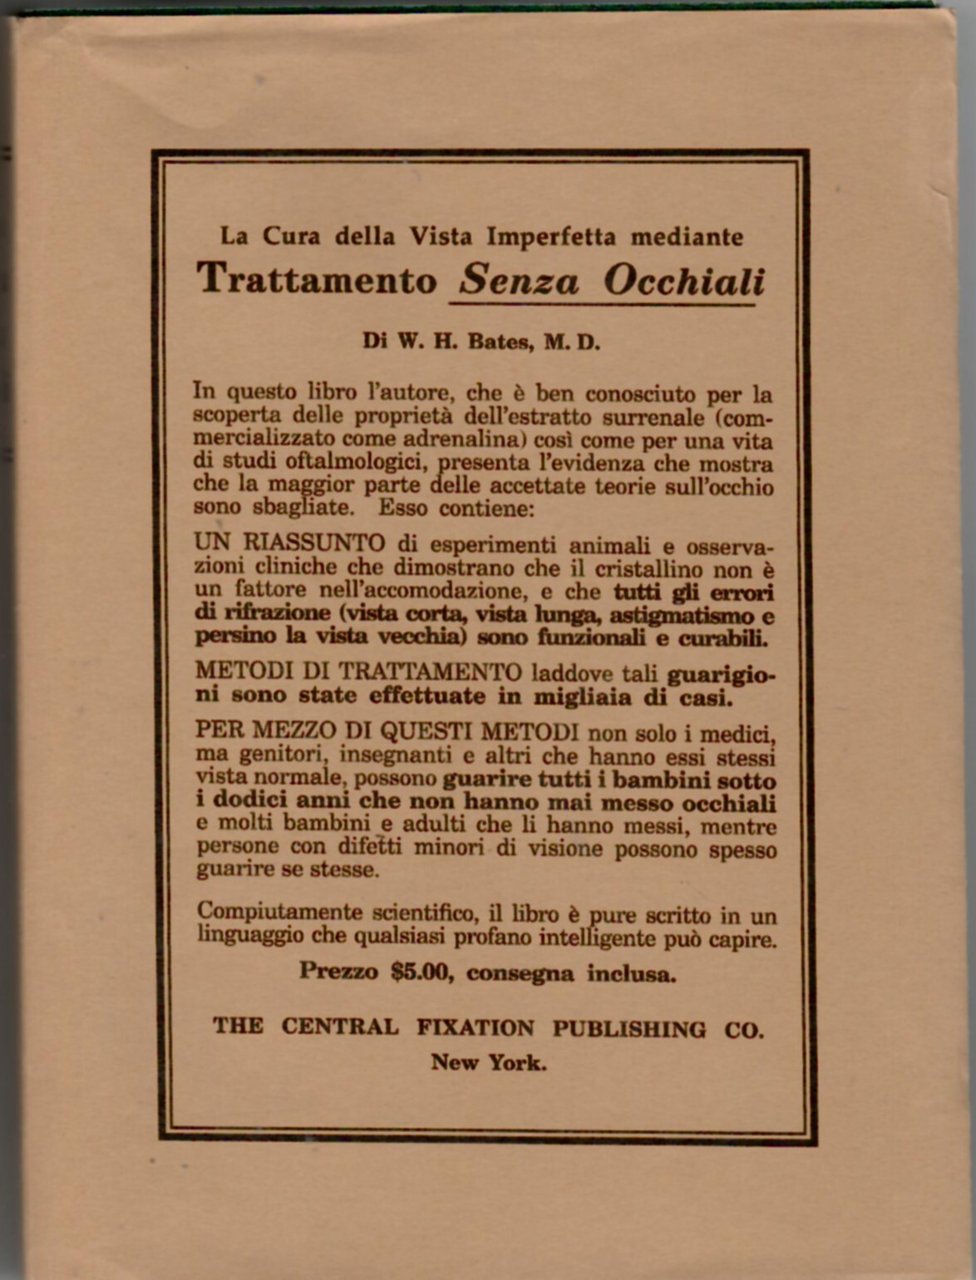 La Cura della Vista Imperfetta mediante
Trattamento Senza Occhiali
Di W. H. Bates, M. D.
In questo libro l'autore, che è ben conosciuto per la
scoperta delle proprietà dell'estratto surrenale (com-
mercializzato come adrenalina) così come per una vita
di studi oftalmologici, presenta l'evidenza che mostra
che la maggior parte delle accettate teorie sull'occhio
sono sbagliate. Esso contiene:
UN RIASSUNTO di esperimenti animali e osserva-
zioni cliniche che dimostrano che il cristallino non è
un fattore nell'accomodazione, e che tutti gli errori
di rifrazione (vista corta, vista lunga, astigmatismo e
persino la vista vecchia) sono funzionali e curabili.
METODI DI TRATTAMENTO laddove tali guarigio-
ni sono state effettuate in migliaia di casi.
PER MEZZO DI QUESTI METODI non solo i medici,
ma genitori, insegnanti e altri che hanno essi stessi
vista normale, possono guarire tutti i bambini sotto
i dodici anni che non hanno mai messo occhiali
e molti bambini e adulti che li hanno messi, mentre
persone con difetti minori di visione possono spesso
guarire se stesse.
Compiutamente scientifico, il libro è pure scritto in un
linguaggio che qualsiasi profano intelligente può capire.
Prezzo $5.00, consegna inclusa.
THE CENTRAL FIXATION PUBLISHING CO.
New York.